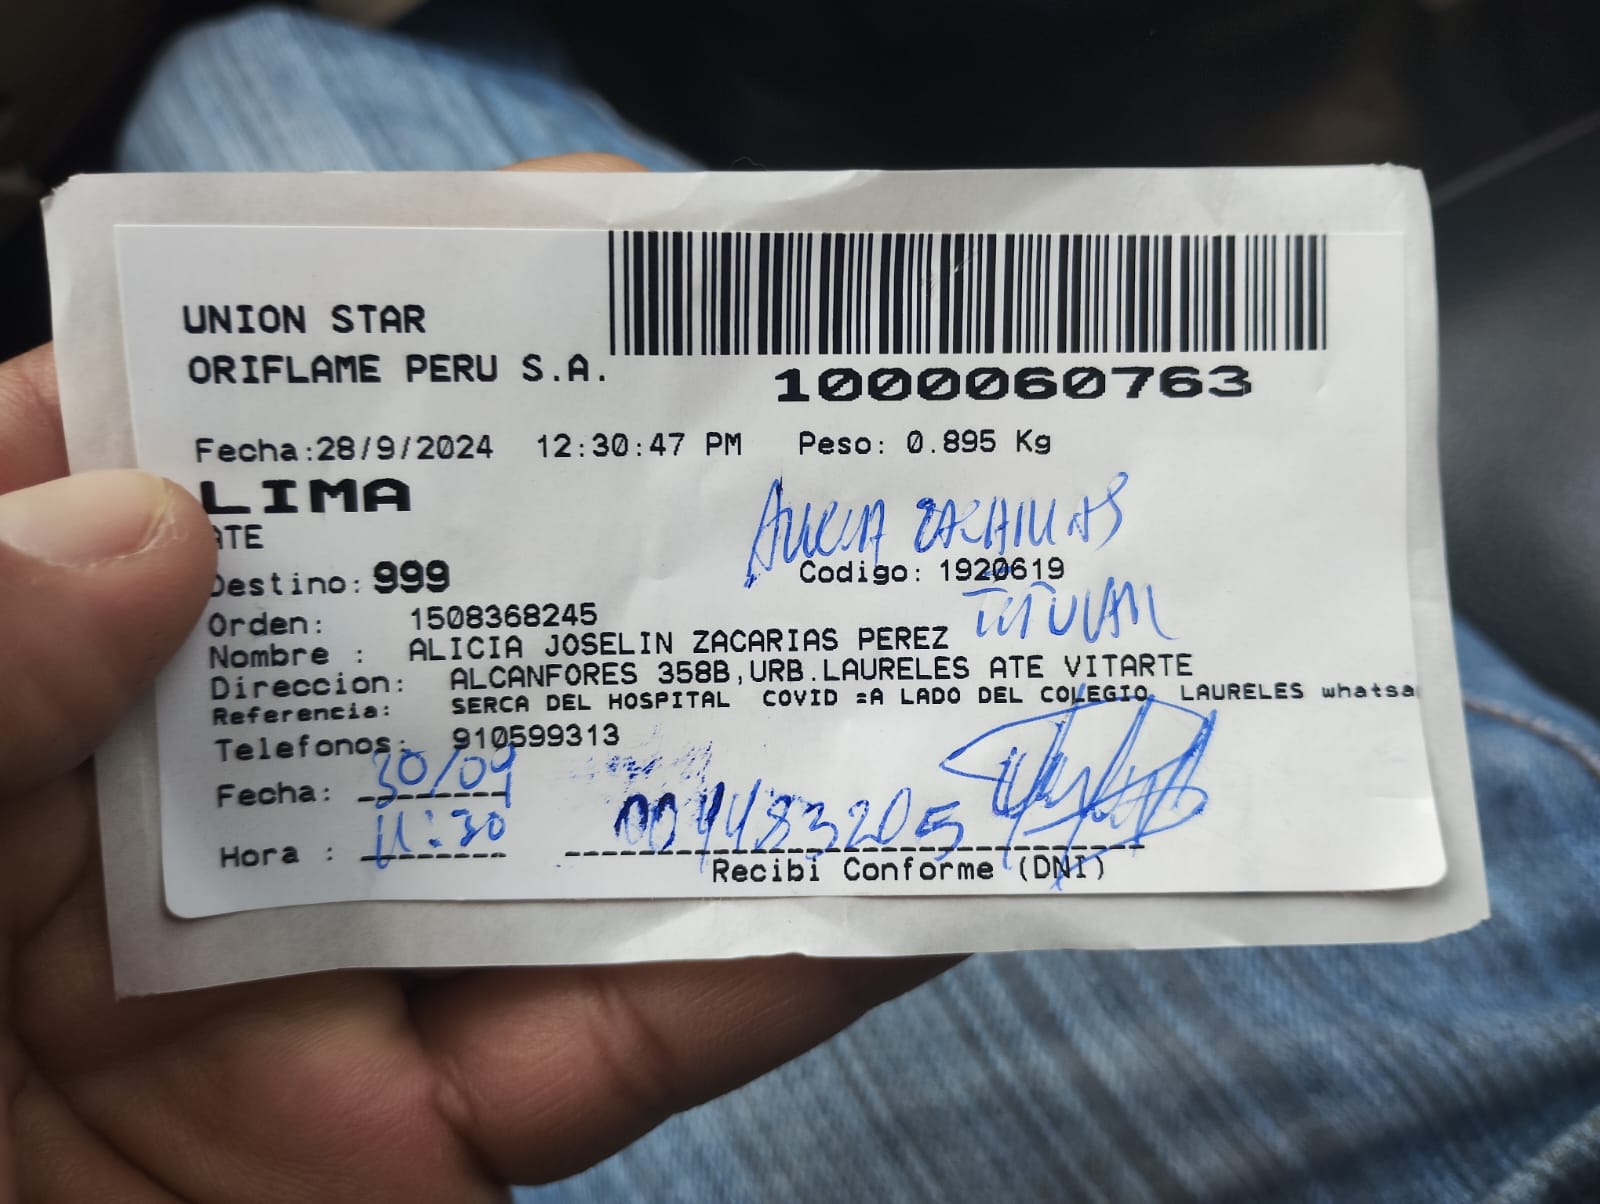 UNION STAR
ORIFLAME PERU S.A.
1000060763
Fecha:28/9/2024 12:30:47 PM Peso: 0.895 Kg
LIMA
ATE
ALICIA ZACARIAS
Destino: 999 Codigo: 1920619
TITULAR
Orden: 1508368245
Nombre : ALICIA JOSELIN ZACARIAS PEREZ
Direccion: ALCANFORES 358B,URB.LAURELES ATE VITARTE
Referencia: SERCA DEL HOSPITAL COVID =A LADO DEL COLEGIO LAURELES whatsa
Telefonos: 910599313
Fecha: 30/09
Hora : 11:30
Recibi Conforme (DNI)